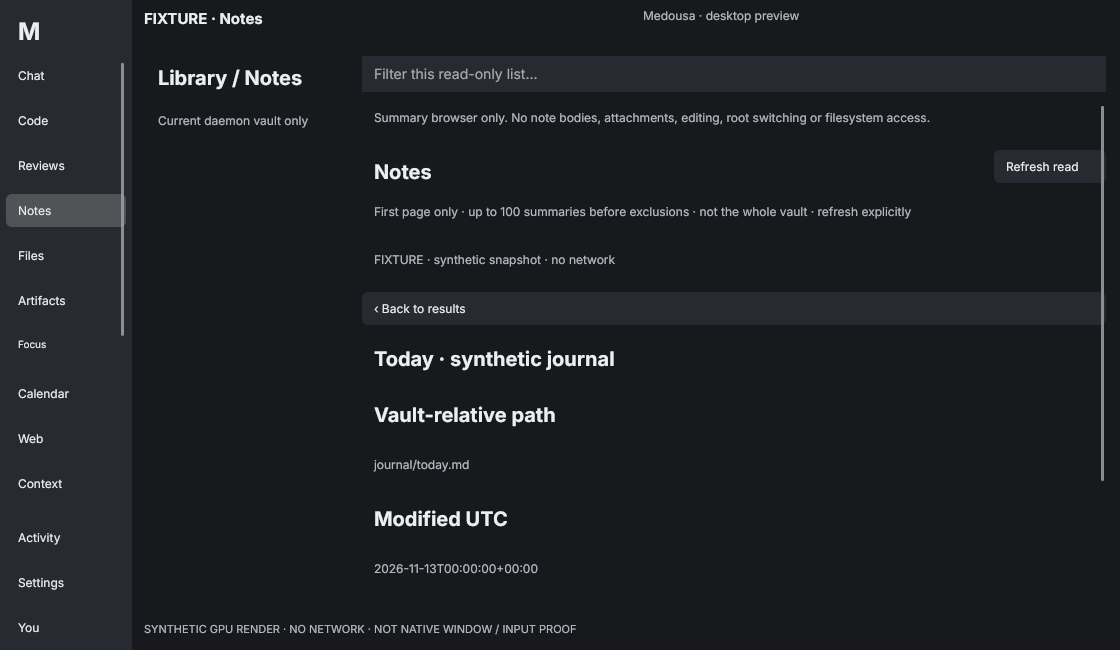 M
Chat
Code
Reviews
Notes
Files
Artifacts
Focus
Calendar
Web
Context
Activity
Settings
You
FIXTURE · Notes
Medousa · desktop preview
Library / Notes
Current daemon vault only
Filter this read-only list...
Summary browser only. No note bodies, attachments, editing, root switching or filesystem access.
Notes
Refresh read
First page only · up to 100 summaries before exclusions · not the whole vault · refresh explicitly
FIXTURE · synthetic snapshot · no network
‹ Back to results
Today · synthetic journal
Vault-relative path
journal/today.md
Modified UTC
2026-11-13T00:00:00+00:00
SYNTHETIC GPU RENDER · NO NETWORK · NOT NATIVE WINDOW / INPUT PROOF